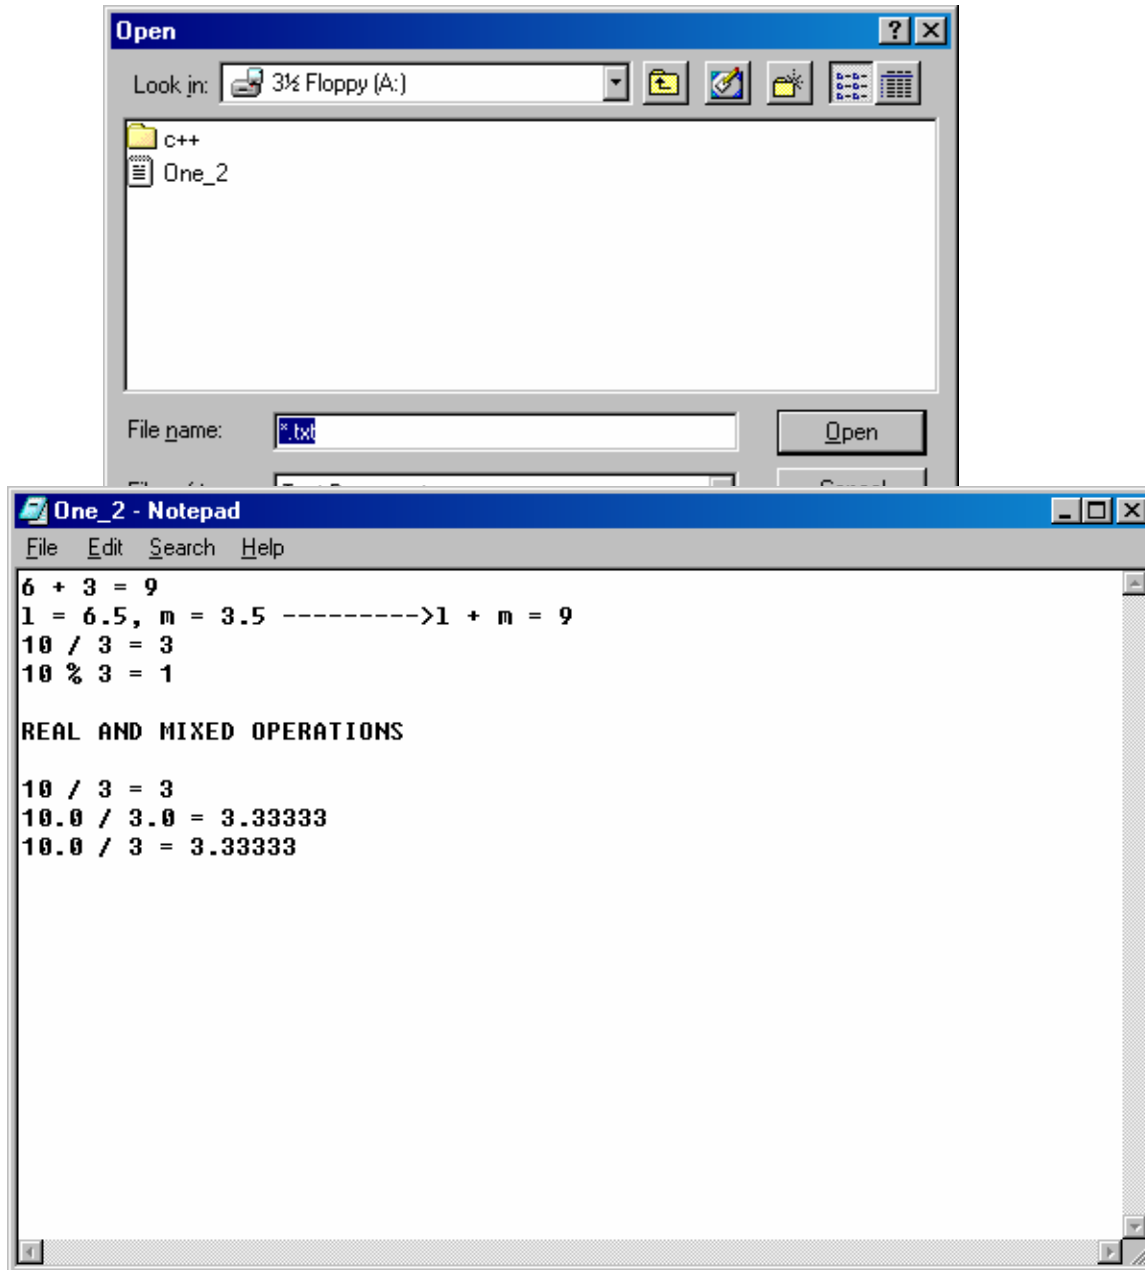 Open
Look in: 3½ Floppy (A:)
c++
One_2
File name: *.txt Open
Cancel
One_2 - Notepad
File Edit Search Help
6 + 3 = 9
l = 6.5, m = 3.5 --------->l + m = 9
10 / 3 = 3
10 % 3 = 1
REAL AND MIXED OPERATIONS
10 / 3 = 3
10.0 / 3.0 = 3.33333
10.0 / 3 = 3.33333